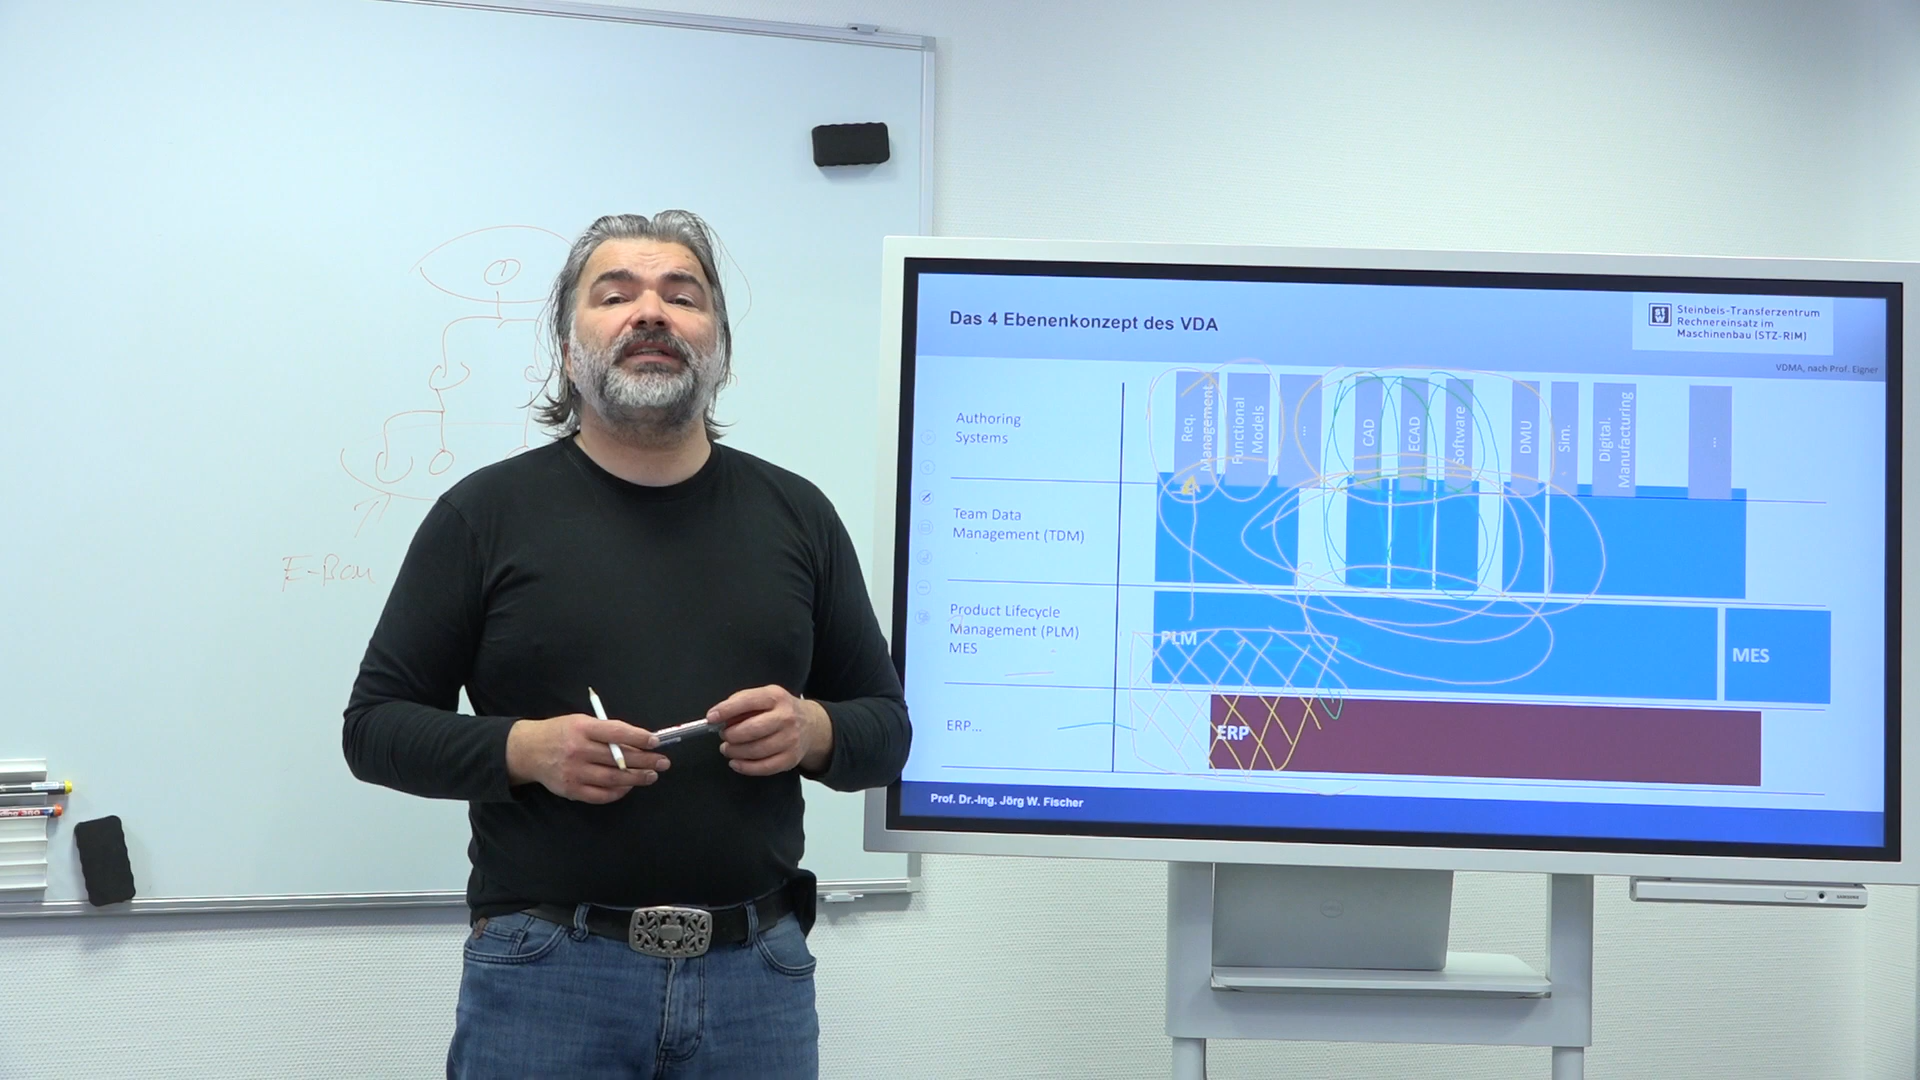 E-Bom
Das 4 Ebenenkonzept des VDA
Steinbeis-Transferzentrum
Rechnereinsatz im
Maschinenbau (STZ-RIM)
VDMA, nach Prof. Eigner
Authoring
Systems
Req.
Management
Functional
Models
...
CAD
ECAD
Software
DMU
Sim.
Digital.
Manufacturing
...
Team Data
Management (TDM)
Product Lifecycle
Management (PLM)
MES
PLM
MES
ERP...
ERP
Prof. Dr.-Ing. Jörg W. Fischer
SAMSUNG